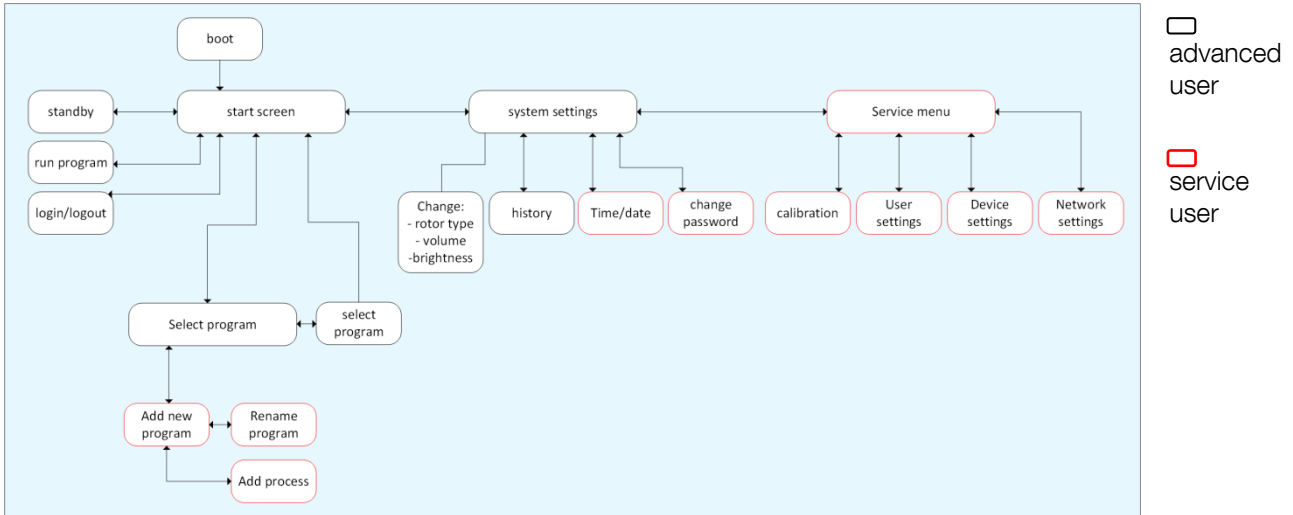 boot
advanced
user
standby
start screen
system settings
Service menu
run program
service
user
login/logout
Change:
- rotor type
- volume
-brightness
history
Time/date
change
password
calibration
User
settings
Device
settings
Network
settings
Select program
select
program
Add new
program
Rename
program
Add process